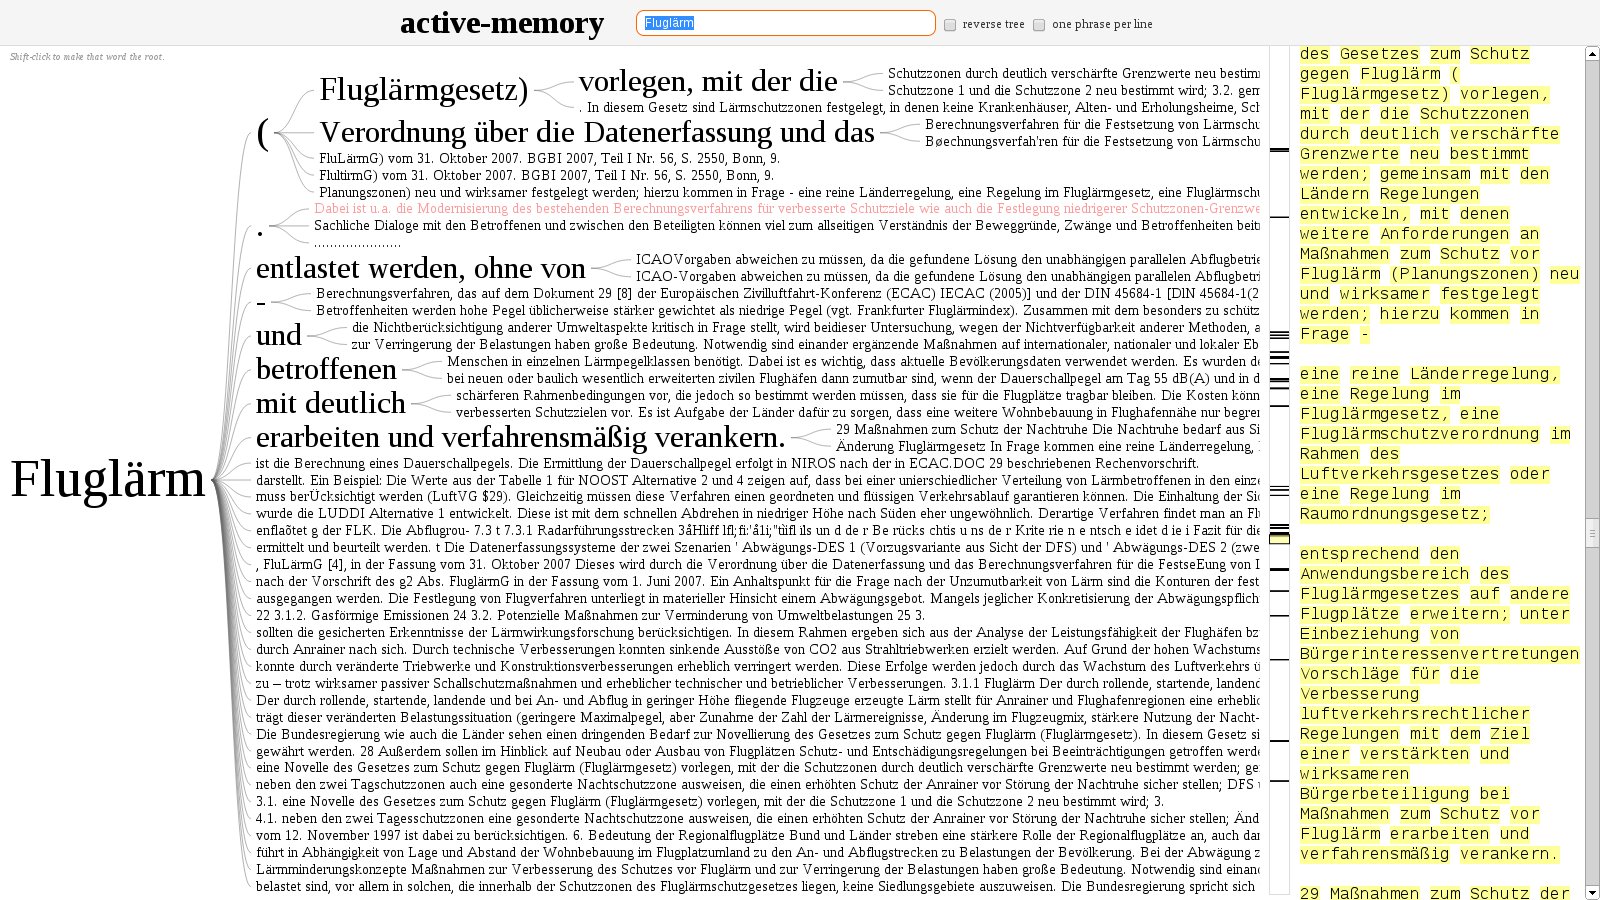 active-memory
Fluglärm
reverse tree
one phrase per line
Shift-click to make that word the root.
Fluglärm
(
Fluglärmgesetz)
vorlegen, mit der die
Schutzzonen durch deutlich verschärfte Grenzwerte neu bestimm
Schutzzone 1 und die Schutzzone 2 neu bestimmt wird; 3.2. gem
. In diesem Gesetz sind Lärmschutzzonen festgelegt, in denen keine Krankenhäuser, Alten- und Erholungsheime, Sch
Verordnung über die Datenerfassung und das
Berechnungsverfahren für die Festsetzung von Lärmschu
Bøechnungsverfah'ren für die Festsetzung von Lärmschu
FluLärmG) vom 31. Oktober 2007. BGBI 2007, Teil I Nr. 56, S. 2550, Bonn, 9.
FlultirmG) vom 31. Oktober 2007. BGBI 2007, Teil I Nr. 56, S. 2550, Bonn, 9.
Planungszonen) neu und wirksamer festgelegt werden; hierzu kommen in Frage - eine reine Länderregelung, eine Regelung im Fluglärmgesetz, eine Fluglärmschu
.
Dabei ist u.a. die Modernisierung des bestehenden Berechnungsverfahrens für verbesserte Schutzziele wie auch die Festlegung niedrigerer Schutzzonen-Grenzwe
Sachliche Dialoge mit den Betroffenen und zwischen den Beteiligten können viel zum allseitigen Verständnis der Beweggründe, Zwänge und Betroffenheiten beitr
......................
entlastet werden, ohne von
ICAOVorgaben abweichen zu müssen, da die gefundene Lösung den unabhängigen parallelen Abflugbetrie
ICAO-Vorgaben abweichen zu müssen, da die gefundene Lösung den unabhängigen parallelen Abflugbetri
-
Berechnungsverfahren, das auf dem Dokument 29 [8] der Europäischen Zivilluftfahrt-Konferenz (ECAC) IECAC (2005)] und der DIN 45684-1 [DlN 45684-1(2
Betroffenheiten werden hohe Pegel üblicherweise stärker gewichtet als niedrige Pegel (vgt. Frankfurter Fluglärmindex). Zusammen mit dem besonders zu schütz
und
die Nichtberücksichtigung anderer Umweltaspekte kritisch in Frage stellt, wird beidieser Untersuchung, wegen der Nichtverfügbarkeit anderer Methoden, a
zur Verringerung der Belastungen haben große Bedeutung. Notwendig sind einander ergänzende Maßnahmen auf internationaler, nationaler und lokaler Eb
betroffenen
Menschen in einzelnen Lärmpegelklassen benötigt. Dabei ist es wichtig, dass aktuelle Bevölkerungsdaten verwendet werden. Es wurden de
bei neuen oder baulich wesentlich erweiterten zivilen Flughäfen dann zumutbar sind, wenn der Dauerschallpegel am Tag 55 dB(A) und in d
mit deutlich
schärferen Rahmenbedingungen vor, die jedoch so bestimmt werden müssen, dass sie für die Flugplätze tragbar bleiben. Die Kosten könn
verbesserten Schutzzielen vor. Es ist Aufgabe der Länder dafür zu sorgen, dass eine weitere Wohnbebauung in Flughafennähe nur begren
erarbeiten und verfahrensmäßig verankern.
29 Maßnahmen zum Schutz der Nachtruhe Die Nachtruhe bedarf aus Si
Änderung Fluglärmgesetz In Frage kommen eine reine Länderregelung,
ist die Berechnung eines Dauerschallpegels. Die Ermittlung der Dauerschallpegel erfolgt in NIROS nach der in ECAC.DOC 29 beschriebenen Rechenvorschrift.
darstellt. Ein Beispiel: Die Werte aus der Tabelle 1 für NOOST Alternative 2 und 4 zeigen auf, dass bei einer unierschiedlicher Verteilung von Lärmbetroffenen in den einze
muss berÜcksichtigt werden (LuftVG $29). Gleichzeitig müssen diese Verfahren einen geordneten und flüssigen Verkehrsablauf garantieren können. Die Einhaltung der Sic
wurde die LUDDI Alternative 1 entwickelt. Diese ist mit dem schnellen Abdrehen in niedriger Höhe nach Süden eher ungewöhnlich. Derartige Verfahren findet man an Flu
enflaõtet g der FLK. Die Abflugrou- 7.3 t 7.3.1 Radarführungsstrecken
ermittelt und beurteilt werden. t Die Datenerfassungssysteme der zwei Szenarien ' Abwägungs-DES 1 (Vorzugsvariante aus Sicht der DFS) und ' Abwägungs-DES 2 (zwe
, FluLärmG [4], in der Fassung vom 31. Oktober 2007 Dieses wird durch die Verordnung über die Datenerfassung und das Berechnungsverfahren für die FestseEung von L
nach der Vorschrift des g2 Abs. FluglärmG in der Fassung vom 1. Juni 2007. Ein Anhaltspunkt für die Frage nach der Unzumutbarkeit von Lärm sind die Konturen der fest
ausgegangen werden. Die Festlegung von Flugverfahren unterliegt in materieller Hinsicht einem Abwägungsgebot. Mangels jeglicher Konkretisierung der Abwägungspflich
22 3.1.2. Gasförmige Emissionen 24 3.2. Potenzielle Maßnahmen zur Verminderung von Umweltbelastungen 25 3.
sollten die gesicherten Erkenntnisse der Lärmwirkungsforschung berücksichtigen. In diesem Rahmen ergeben sich aus der Analyse der Leistungsfähigkeit der Flughäfen bz
durch Anrainer nach sich. Durch technische Verbesserungen konnten sinkende Ausstöße von CO2 aus Strahltriebwerken erzielt werden. Auf Grund der hohen Wachstums
konnte durch veränderte Triebwerke und Konstruktionsverbesserungen erheblich verringert werden. Diese Erfolge werden jedoch durch das Wachstum des Luftverkehrs ü
zu – trotz wirksamer passiver Schallschutzmaßnahmen und erheblicher technischer und betrieblicher Verbesserungen. 3.1.1 Fluglärm Der durch rollende, startende, landend
Der durch rollende, startende, landende und bei An- und Abflug in geringer Höhe fliegende Flugzeuge erzeugte Lärm stellt für Anrainer und Flughafenregionen eine erheblic
trägt dieser veränderten Belastungssituation (geringere Maximalpegel, aber Zunahme der Zahl der Lärmereignisse, Änderung im Flugzeugmix, stärkere Nutzung der Nacht-
Die Bundesregierung wie auch die Länder sehen einen dringenden Bedarf zur Novellierung des Gesetzes zum Schutz gegen Fluglärm (Fluglärmgesetz). In diesem Gesetz si
gewährt werden. 28 Außerdem sollen im Hinblick auf Neubau oder Ausbau von Flugplätzen Schutz- und Entschädigungsregelungen bei Beeinträchtigungen getroffen werde
eine Novelle des Gesetzes zum Schutz gegen Fluglärm (Fluglärmgesetz) vorlegen, mit der die Schutzzonen durch deutlich verschärfte Grenzwerte neu bestimmt werden; ge
neben den zwei Tagschutzzonen auch eine gesonderte Nachtschutzzone ausweisen, die einen erhöhten Schutz der Anrainer vor Störung der Nachtruhe sicher stellen; DFS
3.1. eine Novelle des Gesetzes zum Schutz gegen Fluglärm (Fluglärmgesetz) vorlegen, mit der die Schutzzone 1 und die Schutzzone 2 neu bestimmt wird; 3.
4.1. neben den zwei Tagesschutzzonen eine gesonderte Nachtschutzzone ausweisen, die einen erhöhten Schutz der Anrainer vor Störung der Nachtruhe sicher stellen; Änd
vom 12. November 1997 ist dabei zu berücksichtigen. 6. Bedeutung der Regionalflugplätze Bund und Länder streben eine stärkere Rolle der Regionalflugplätze an, auch dar
führt in Abhängigkeit von Lage und Abstand der Wohnbebauung im Flugplatzumland zu den An- und Abflugstrecken zu Belastungen der Bevölkerung. Bei der Abwägung z
Lärmminderungskonzepte Maßnahmen zur Verbesserung des Schutzes vor Fluglärm und zur Verringerung der Belastungen haben große Bedeutung. Notwendig sind einand
belastet sind, vor allem in solchen, die innerhalb der Schutzzonen des Fluglärmschutzgesetzes liegen, keine Siedlungsgebiete auszuweisen. Die Bundesregierung spricht sich
des Gesetzes zum Schutz
gegen Fluglärm (
Fluglärmgesetz) vorlegen,
mit der die Schutzzonen
durch deutlich verschärfte
Grenzwerte neu bestimmt
werden; gemeinsam mit den
Ländern Regelungen
entwickeln, mit denen
weitere Anforderungen an
Maßnahmen zum Schutz vor
Fluglärm (Planungszonen) neu
und wirksamer festgelegt
werden; hierzu kommen in
Frage -
eine reine Länderregelung,
eine Regelung im
Fluglärmgesetz, eine
Fluglärmschutzverordnung im
Rahmen des
Luftverkehrsgesetzes oder
eine Regelung im
Raumordnungsgesetz;
entsprechend den
Anwendungsbereich des
Fluglärmgesetzes auf andere
Flugplätze erweitern; unter
Einbeziehung von
Bürgerinteressenvertretungen
Vorschläge für die
Verbesserung
luftverkehrsrechtlicher
Regelungen mit dem Ziel
einer verstärkten und
wirksameren
Bürgerbeteiligung bei
Maßnahmen zum Schutz vor
Fluglärm erarbeiten und
verfahrensmäßig verankern.
29 Maßnahmen zum Schutz der